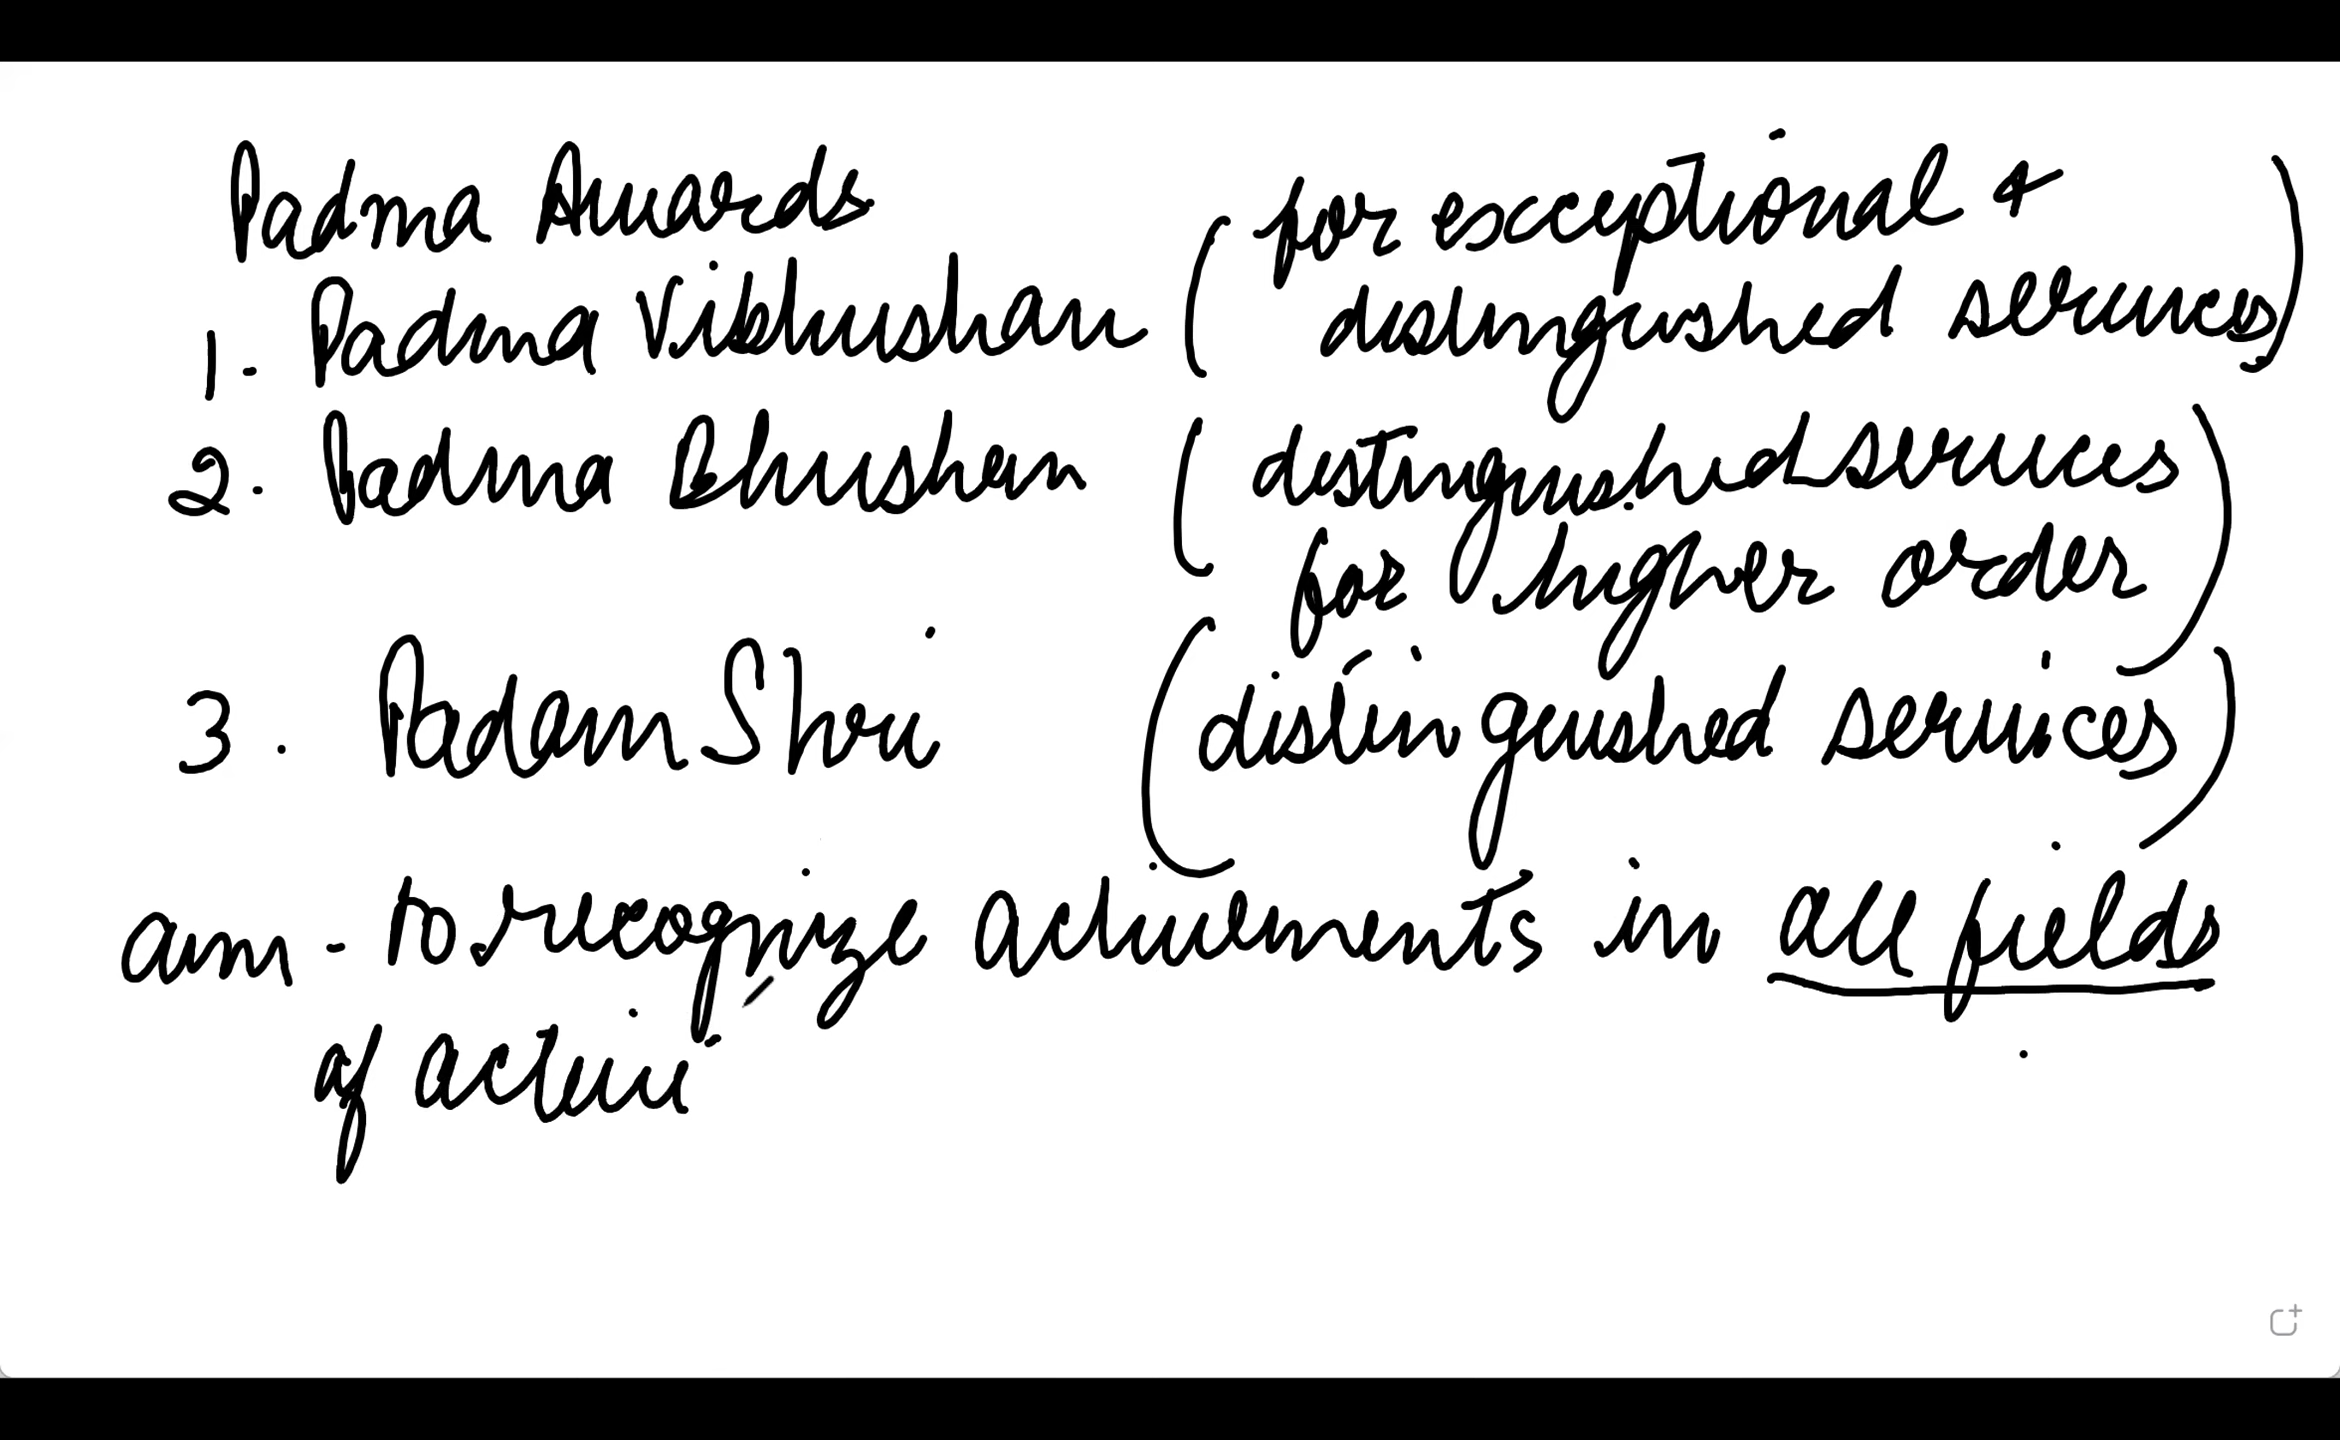 Padma Awards
1. Padma Vibhushan (for exceptional &
distinguished services)
2. Padma Bhushan (distinguished services
for higher order)
3. Padam Shri (distinguished services)
aim - to recognize achievements in all fields
of activi